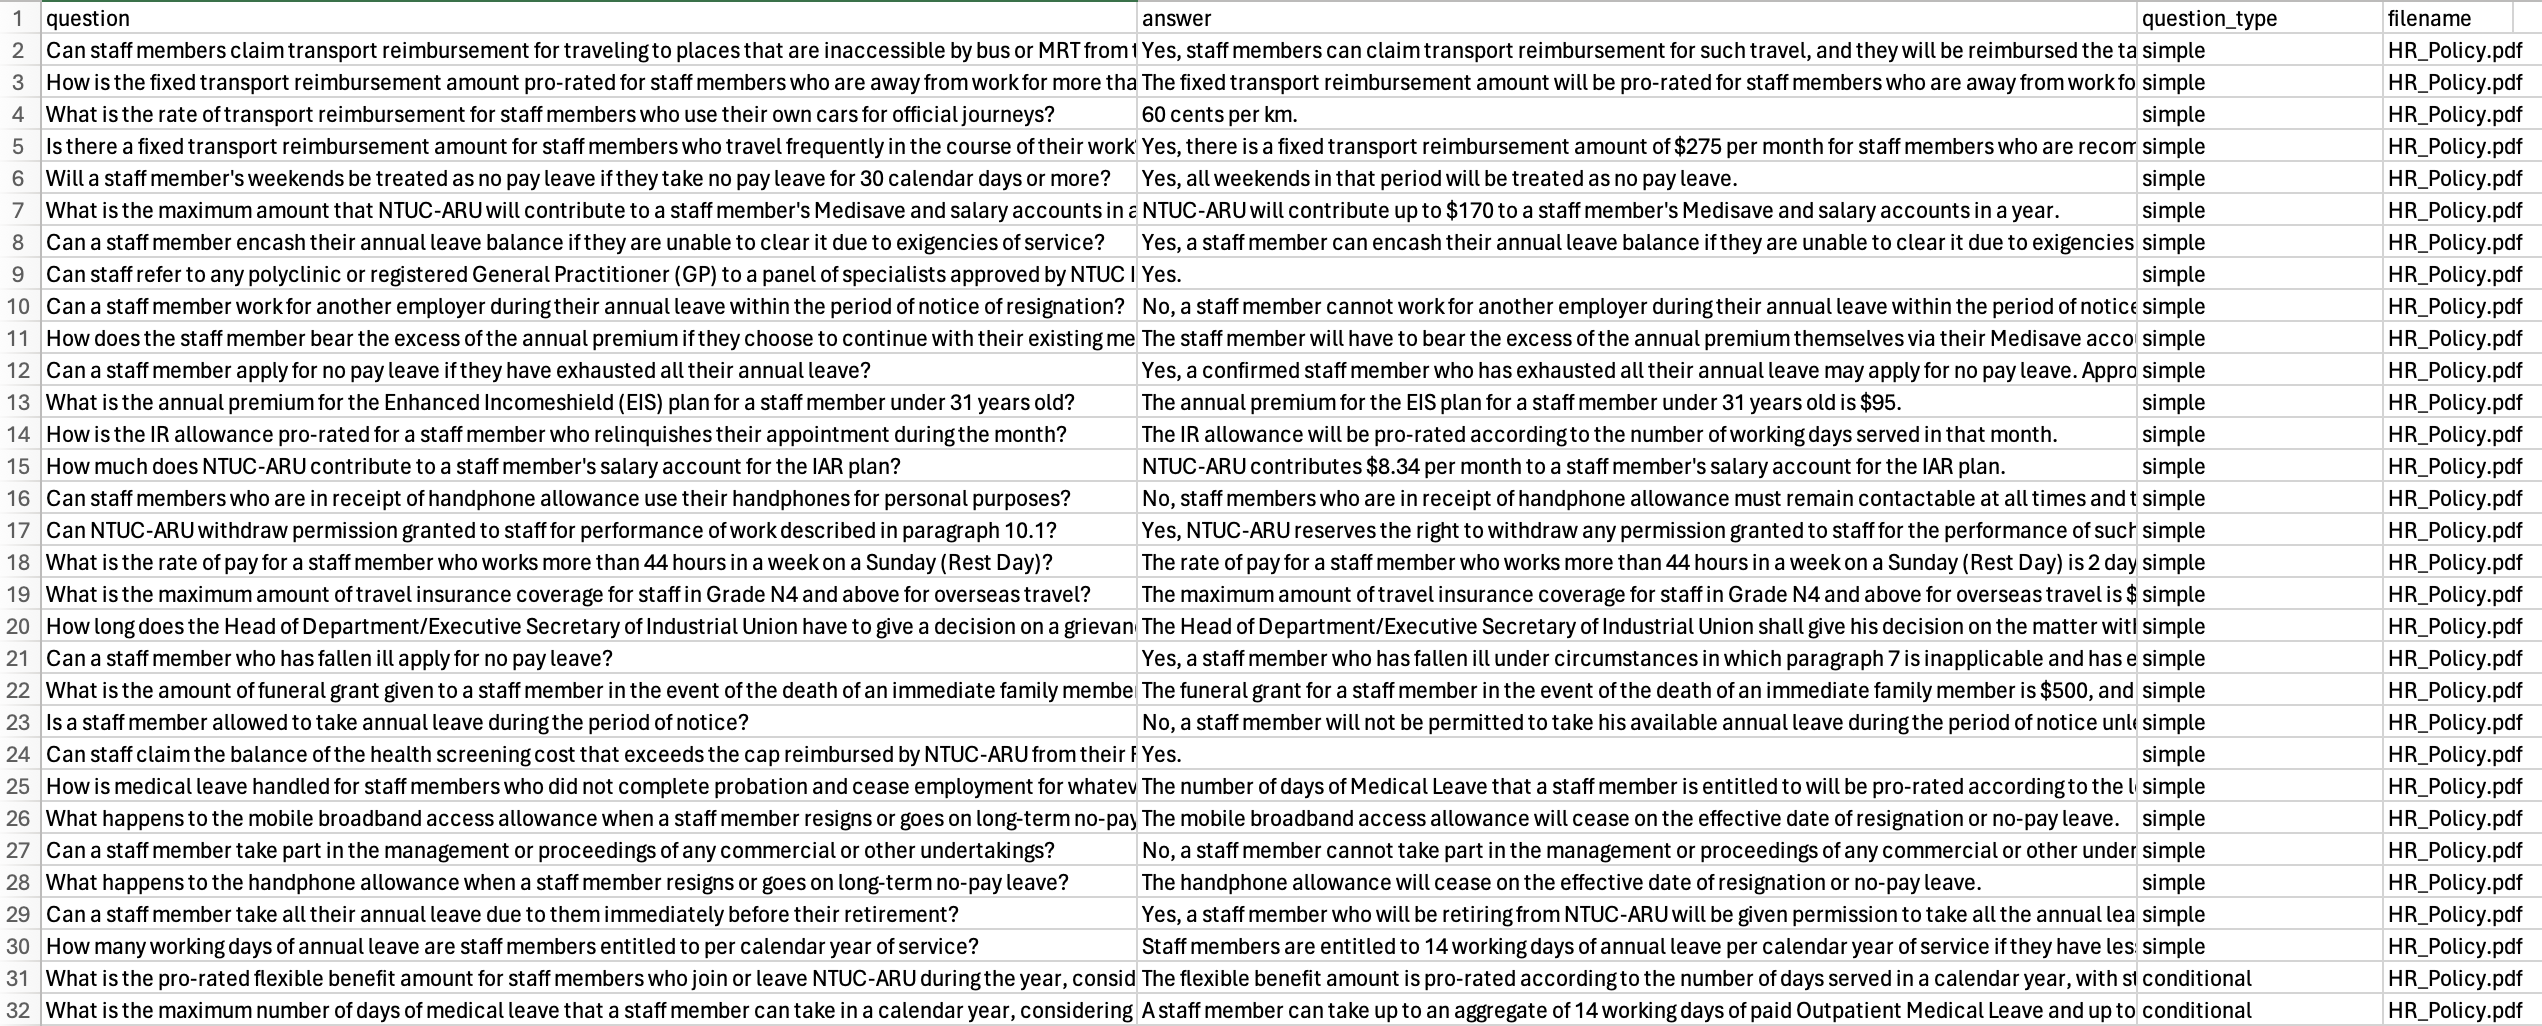 1 question answer question_type filename
2 Can staff members claim transport reimbursement for traveling to places that are inaccessible by bus or MRT from Yes, staff members can claim transport reimbursement for such travel, and they will be reimbursed the ta simple HR_Policy.pdf
3 How is the fixed transport reimbursement amount pro-rated for staff members who are away from work for more tha The fixed transport reimbursement amount will be pro-rated for staff members who are away from work fo simple HR_Policy.pdf
4 What is the rate of transport reimbursement for staff members who use their own cars for official journeys? 60 cents per km. simple HR_Policy.pdf
5 Is there a fixed transport reimbursement amount for staff members who travel frequently in the course of their work Yes, there is a fixed transport reimbursement amount of $275 per month for staff members who are recom simple HR_Policy.pdf
6 Will a staff member's weekends be treated as no pay leave if they take no pay leave for 30 calendar days or more? Yes, all weekends in that period will be treated as no pay leave. simple HR_Policy.pdf
7 What is the maximum amount that NTUC-ARU will contribute to a staff member's Medisave and salary accounts in a NTUC-ARU will contribute up to $170 to a staff member's Medisave and salary accounts in a year. simple HR_Policy.pdf
8 Can a staff member encash their annual leave balance if they are unable to clear it due to exigencies of service? Yes, a staff member can encash their annual leave balance if they are unable to clear it due to exigencies simple HR_Policy.pdf
9 Can staff refer to any polyclinic or registered General Practitioner (GP) to a panel of specialists approved by NTUC I Yes. simple HR_Policy.pdf
10 Can a staff member work for another employer during their annual leave within the period of notice of resignation? No, a staff member cannot work for another employer during their annual leave within the period of notice simple HR_Policy.pdf
11 How does the staff member bear the excess of the annual premium if they choose to continue with their existing me The staff member will have to bear the excess of the annual premium themselves via their Medisave acco simple HR_Policy.pdf
12 Can a staff member apply for no pay leave if they have exhausted all their annual leave? Yes, a confirmed staff member who has exhausted all their annual leave may apply for no pay leave. Appro simple HR_Policy.pdf
13 What is the annual premium for the Enhanced Incomeshield (EIS) plan for a staff member under 31 years old? The annual premium for the EIS plan for a staff member under 31 years old is $95. simple HR_Policy.pdf
14 How is the IR allowance pro-rated for a staff member who relinquishes their appointment during the month? The IR allowance will be pro-rated according to the number of working days served in that month. simple HR_Policy.pdf
15 How much does NTUC-ARU contribute to a staff member's salary account for the IAR plan? NTUC-ARU contributes $8.34 per month to a staff member's salary account for the IAR plan. simple HR_Policy.pdf
16 Can staff members who are in receipt of handphone allowance use their handphones for personal purposes? No, staff members who are in receipt of handphone allowance must remain contactable at all times and t simple HR_Policy.pdf
17 Can NTUC-ARU withdraw permission granted to staff for performance of work described in paragraph 10.1? Yes, NTUC-ARU reserves the right to withdraw any permission granted to staff for the performance of such simple HR_Policy.pdf
18 What is the rate of pay for a staff member who works more than 44 hours in a week on a Sunday (Rest Day)? The rate of pay for a staff member who works more than 44 hours in a week on a Sunday (Rest Day) is 2 day simple HR_Policy.pdf
19 What is the maximum amount of travel insurance coverage for staff in Grade N4 and above for overseas travel? The maximum amount of travel insurance coverage for staff in Grade N4 and above for overseas travel is $ simple HR_Policy.pdf
20 How long does the Head of Department/Executive Secretary of Industrial Union have to give a decision on a grievan The Head of Department/Executive Secretary of Industrial Union shall give his decision on the matter with simple HR_Policy.pdf
21 Can a staff member who has fallen ill apply for no pay leave? Yes, a staff member who has fallen ill under circumstances in which paragraph 7 is inapplicable and has e simple HR_Policy.pdf
22 What is the amount of funeral grant given to a staff member in the event of the death of an immediate family membe The funeral grant for a staff member in the event of the death of an immediate family member is $500, and simple HR_Policy.pdf
23 Is a staff member allowed to take annual leave during the period of notice? No, a staff member will not be permitted to take his available annual leave during the period of notice unle simple HR_Policy.pdf
24 Can staff claim the balance of the health screening cost that exceeds the cap reimbursed by NTUC-ARU from their F Yes. simple HR_Policy.pdf
25 How is medical leave handled for staff members who did not complete probation and cease employment for whatev The number of days of Medical Leave that a staff member is entitled to will be pro-rated according to the l simple HR_Policy.pdf
26 What happens to the mobile broadband access allowance when a staff member resigns or goes on long-term no-pay The mobile broadband access allowance will cease on the effective date of resignation or no-pay leave. simple HR_Policy.pdf
27 Can a staff member take part in the management or proceedings of any commercial or other undertakings? No, a staff member cannot take part in the management or proceedings of any commercial or other under simple HR_Policy.pdf
28 What happens to the handphone allowance when a staff member resigns or goes on long-term no-pay leave? The handphone allowance will cease on the effective date of resignation or no-pay leave. simple HR_Policy.pdf
29 Can a staff member take all their annual leave due to them immediately before their retirement? Yes, a staff member who will be retiring from NTUC-ARU will be given permission to take all the annual lea simple HR_Policy.pdf
30 How many working days of annual leave are staff members entitled to per calendar year of service? Staff members are entitled to 14 working days of annual leave per calendar year of service if they have les simple HR_Policy.pdf
31 What is the pro-rated flexible benefit amount for staff members who join or leave NTUC-ARU during the year, consid The flexible benefit amount is pro-rated according to the number of days served in a calendar year, with st conditional HR_Policy.pdf
32 What is the maximum number of days of medical leave that a staff member can take in a calendar year, considering A staff member can take up to an aggregate of 14 working days of paid Outpatient Medical Leave and up to conditional HR_Policy.pdf